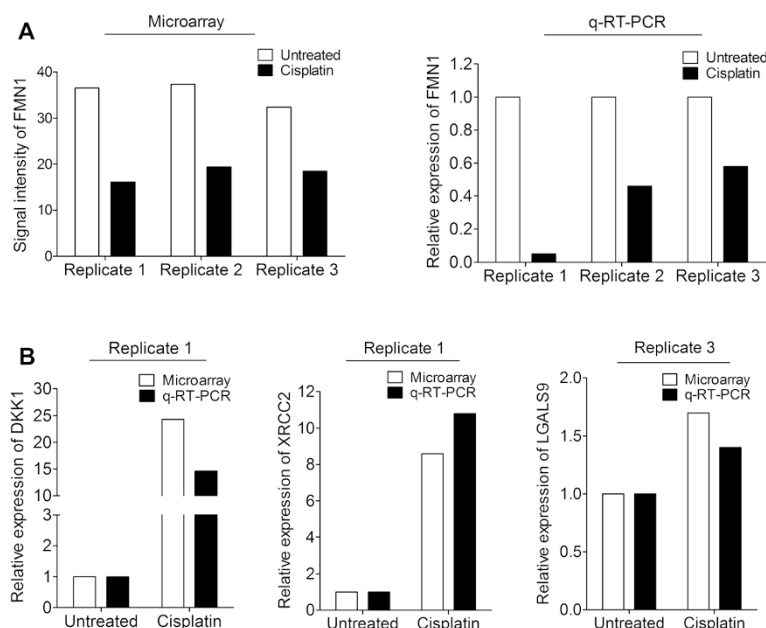 A
Microarray
Untreated
Cisplatin
Signal intensity of FMN1
40
30
20
10
0
Replicate 1 Replicate 2 Replicate 3
q-RT-PCR
Untreated
Cisplatin
Relative expression of FMN1
1.0
0.8
0.6
0.4
0.2
0.0
Replicate 1 Replicate 2 Replicate 3
B
Replicate 1
Microarray
q-RT-PCR
Relative expression of DKK1
30
25
20
15
10
3
2
1
0
Untreated Cisplatin
Replicate 1
Microarray
q-RT-PCR
Relative expression of XRCC2
12
10
8
6
4
2
0
Untreated Cisplatin
Replicate 3
Microarray
q-RT-PCR
Relative expression of LGALS9
2.0
1.5
1.0
0.5
0.0
Untreated Cisplatin